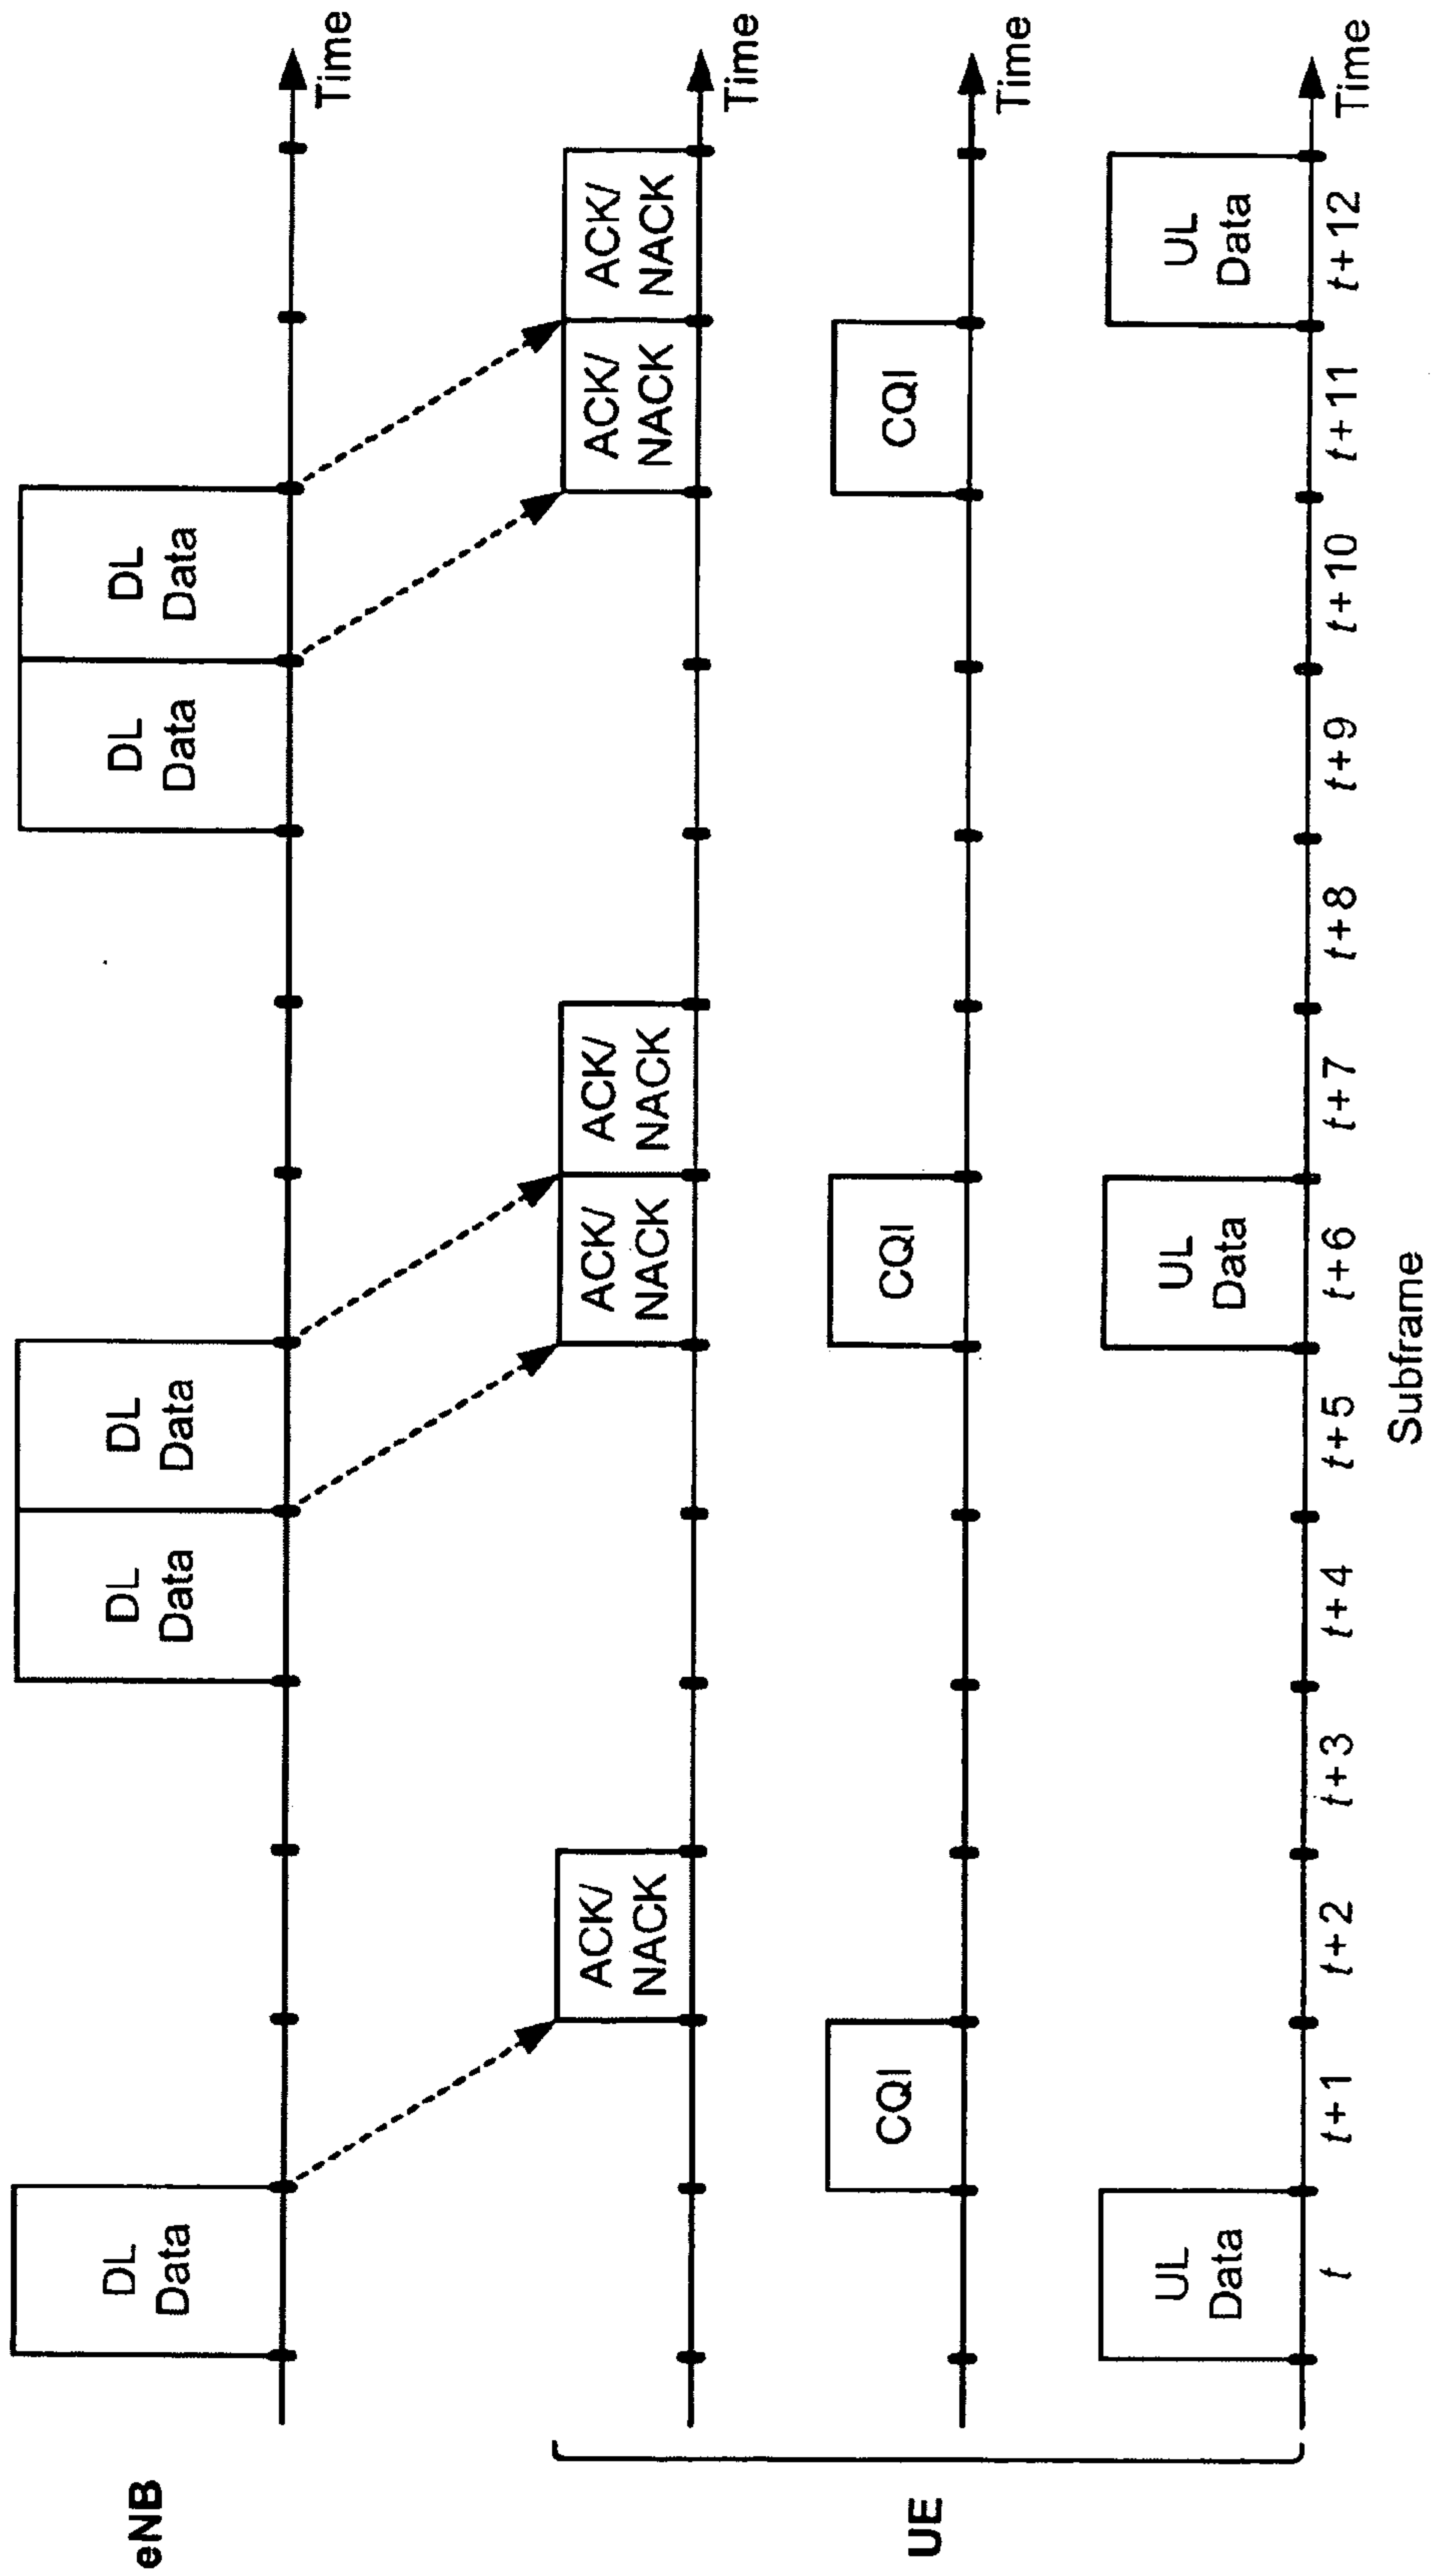 eNB
DL
Data
DL
Data
DL
Data
DL
Data
DL
Data
Time
ACK/
NACK
ACK/
NACK
ACK/
NACK
ACK/
NACK
ACK/
NACK
Time
UE
CQI
CQI
CQI
Time
UL
Data
UL
Data
UL
Data
Time
t
t+1
t+2
t+3
t+4
t+5
t+6
t+7
t+8
t+9
t+10
t+11
t+12
Subframe